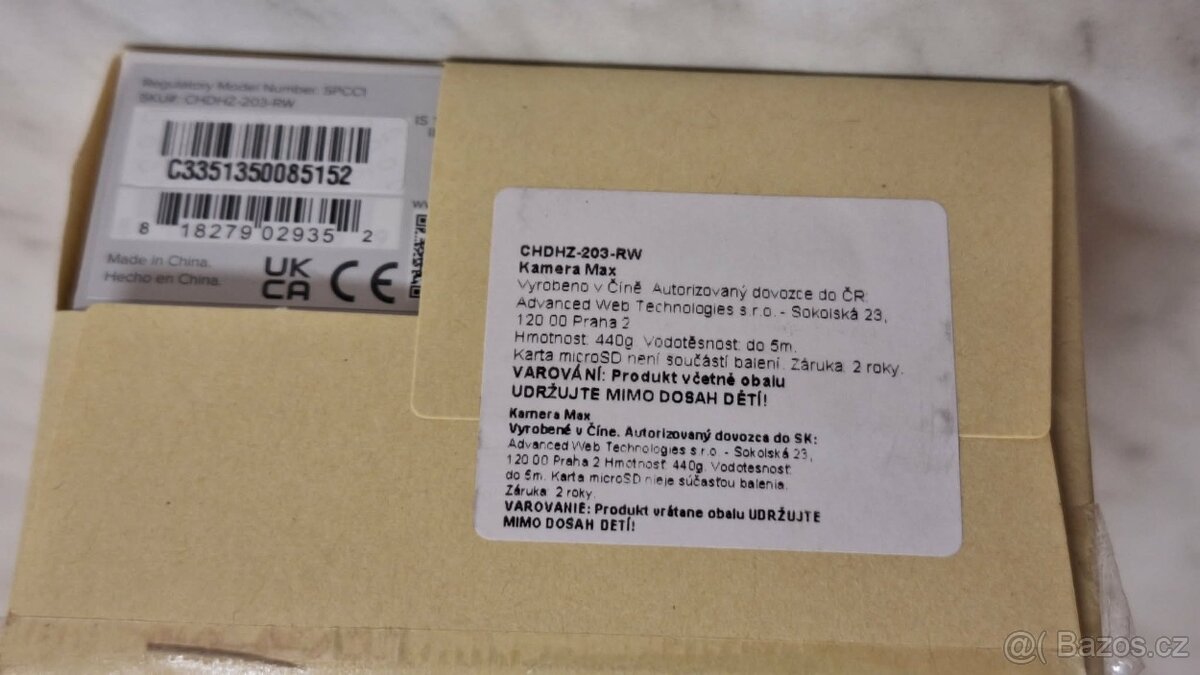 Regulatory Model Number: SPCC1
SKU#: CHDHZ-203-RW
IS
C3351350085152
8 18279 02935 2
Made in China.
Hecho en China.
UK
CA CE
CHDHZ-203-RW
Kamera Max
Vyrobeno v Číně. Autorizovaný dovozce do ČR:
Advanced Web Technologies s.r.o. - Sokolská 23,
120 00 Praha 2
Hmotnost: 440g. Vodotěsnost: do 5m.
Karta microSD není součástí balení. Záruka: 2 roky.
VAROVÁNÍ: Produkt včetně obalu
UDRŽUJTE MIMO DOSAH DĚTÍ!
Kamera Max
Vyrobené v Číne. Autorizovaný dovozca do SK:
Advanced Web Technologies s.r.o. - Sokolská 23,
120 00 Praha 2 Hmotnosť: 440g. Vodotesnosť:
do 5m. Karta microSD nieje súčasťou balenia.
Záruka: 2 roky.
VAROVANIE: Produkt vrátane obalu UDRŽUJTE
MIMO DOSAH DETÍ!
@( Bazos.cz